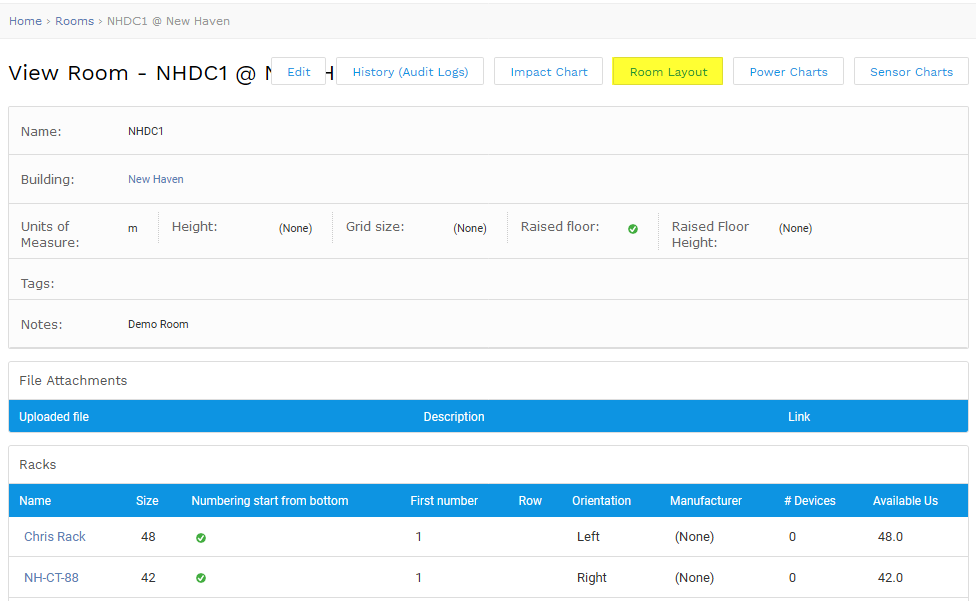 Home › Rooms › NHDC1 @ New Haven
View Room - NHDC1 @ Edit History (Audit Logs) Impact Chart Room Layout Power Charts Sensor Charts
Name: NHDC1
Building: New Haven
Units of Measure: m Height: (None) Grid size: (None) Raised floor: Raised Floor Height: (None)
Tags:
Notes: Demo Room
File Attachments
Uploaded file Description Link
Racks
Name Size Numbering start from bottom First number Row Orientation Manufacturer # Devices Available Us
Chris Rack 48 1 Left (None) 0 48.0
NH-CT-88 42 1 Right (None) 0 42.0